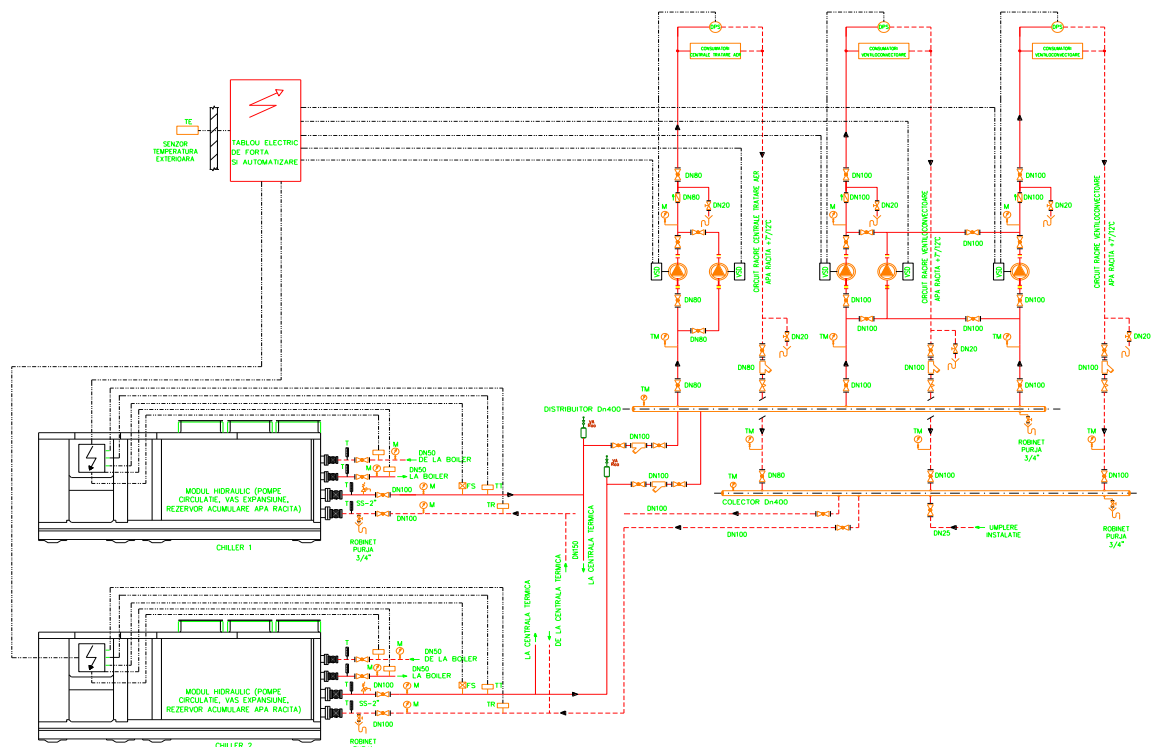 DPS
CONSUMATORI
CENTRALE TRATARE AER
DPS
CONSUMATORI
VENTILOCONVECTOARE
DPS
CONSUMATORI
VENTILOCONVECTOARE
TE
SENZOR
TEMPERATURA
EXTERIOARA
TABLOU ELECTRIC
DE FORTA
SI AUTOMATIZARE
DN80
DN80
DN20
M
VSD
VSD
DN80
DN80
TM
DN80
DN80
CIRCUIT RACIRE CENTRALE TRATARE AER
APA RACITA +7/12°C
DN20
DN100
DN100
DN20
M
VSD
VSD
DN100
DN100
TM
DN100
CIRCUIT RACIRE VENTILOCONVECTOARE
APA RACITA +7/12°C
DN20
DN100
DN100
DN100
DN100
DN100
DN20
M
VSD
DN100
TM
DN100
CIRCUIT RACIRE VENTILOCONVECTOARE
APA RACITA +7/12°C
DN20
DN100
DISTRIBUITOR Dn400
TM
ROBINET
PURJA
3/4"
TM
TM
TM
DN80
DN100
DN100
TM
COLECTOR Dn400
ROBINET
PURJA
3/4"
UMPLERE
INSTALATIE
DN25
DN100
DN100
DN100
DN100
DN150
LA CENTRALA TERMICA
LA CENTRALA TERMICA
DE LA CENTRALA TERMICA
MODUL HIDRAULIC (POMPE
CIRCULATIE, VAS EXPANSIUNE,
REZERVOR ACUMULARE APA RACITA)
CHILLER 1
T
M
DN50
DE LA BOILER
T
M
DN50
LA BOILER
T
DN100
M
FS
TT
SS-2"
DN100
M
TR
ROBINET
PURJA
3/4"
MODUL HIDRAULIC (POMPE
CIRCULATIE, VAS EXPANSIUNE,
REZERVOR ACUMULARE APA RACITA)
CHILLER 2
T
M
DN50
DE LA BOILER
T
M
DN50
LA BOILER
T
DN100
M
FS
TT
SS-2"
DN100
M
TR
ROBINET
PURJA